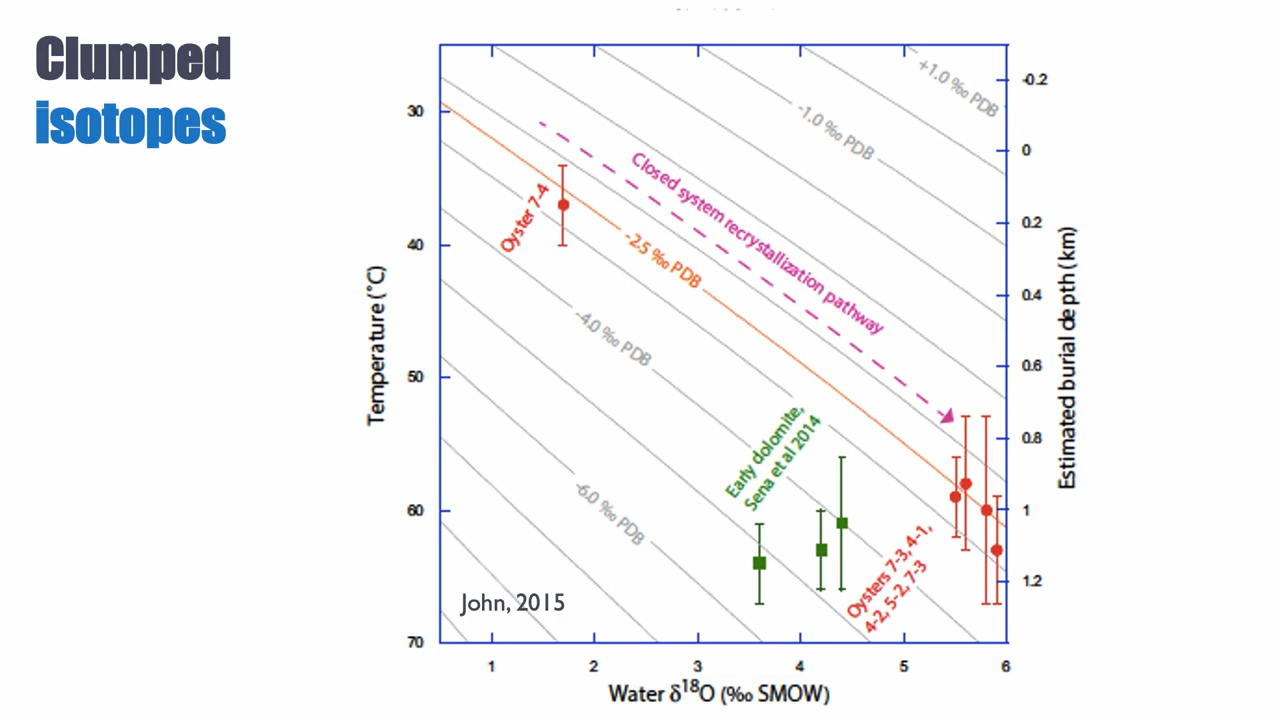 Clumped
isotopes
+1.0 ‰ PDB
-1.0 ‰ PDB
Closed system recrystallization pathway
Oyster 7-4
-2.5 ‰ PDB
-4.0 ‰ PDB
Early dolomite,
Sena et al 2014
-6.0 ‰ PDB
Oysters 7-3, 4-1,
4-2, 5-2, 7-3
John, 2015
Temperature (°C)
30
40
50
60
70
1
2
3
4
5
6
Water δ18O (‰ SMOW)
-0.2
0
0.2
0.4
0.6
0.8
1
1.2
Estimated burial depth (km)